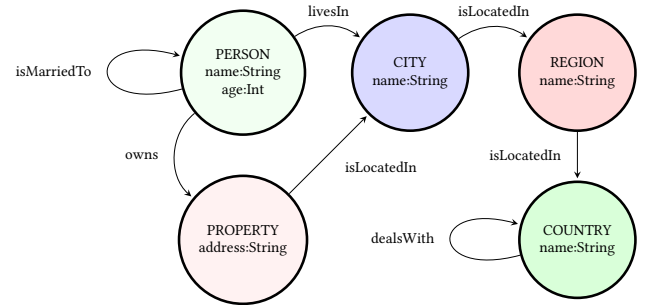 livesIn
isLocatedIn
PERSON
name:String
age:Int
isMarriedTo
CITY
name:String
REGION
name:String
owns
isLocatedIn
isLocatedIn
PROPERTY
address:String
dealsWith
COUNTRY
name:String